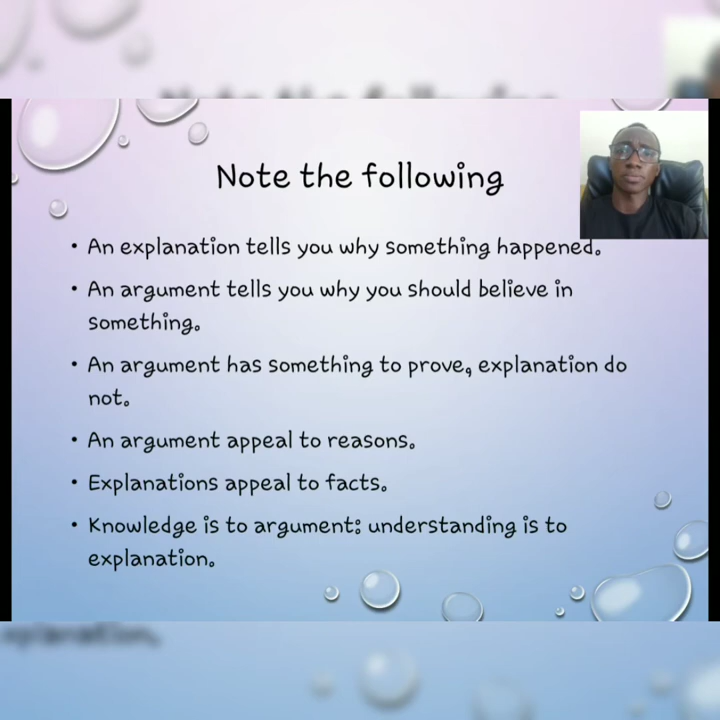 Note the following
• An explanation tells you why something happened.
• An argument tells you why you should believe in
something.
• An argument has something to prove, explanation do
not.
• An argument appeal to reasons.
• Explanations appeal to facts.
• Knowledge is to argument: understanding is to
explanation.